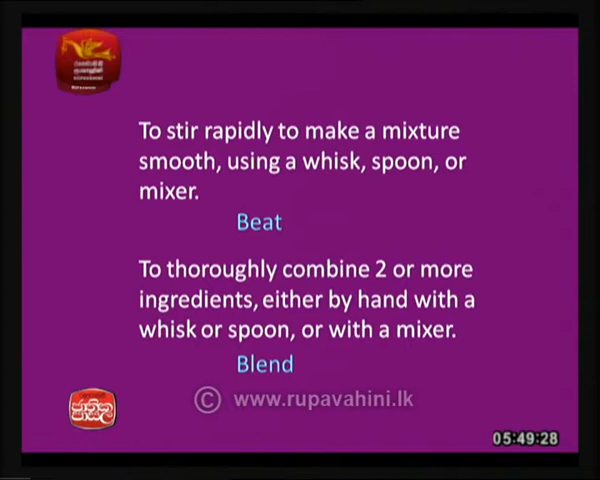 To stir rapidly to make a mixture
smooth, using a whisk, spoon, or
mixer.
Beat
To thoroughly combine 2 or more
ingredients, either by hand with a
whisk or spoon, or with a mixer.
Blend
© www.rupavahini.lk
05:49:28